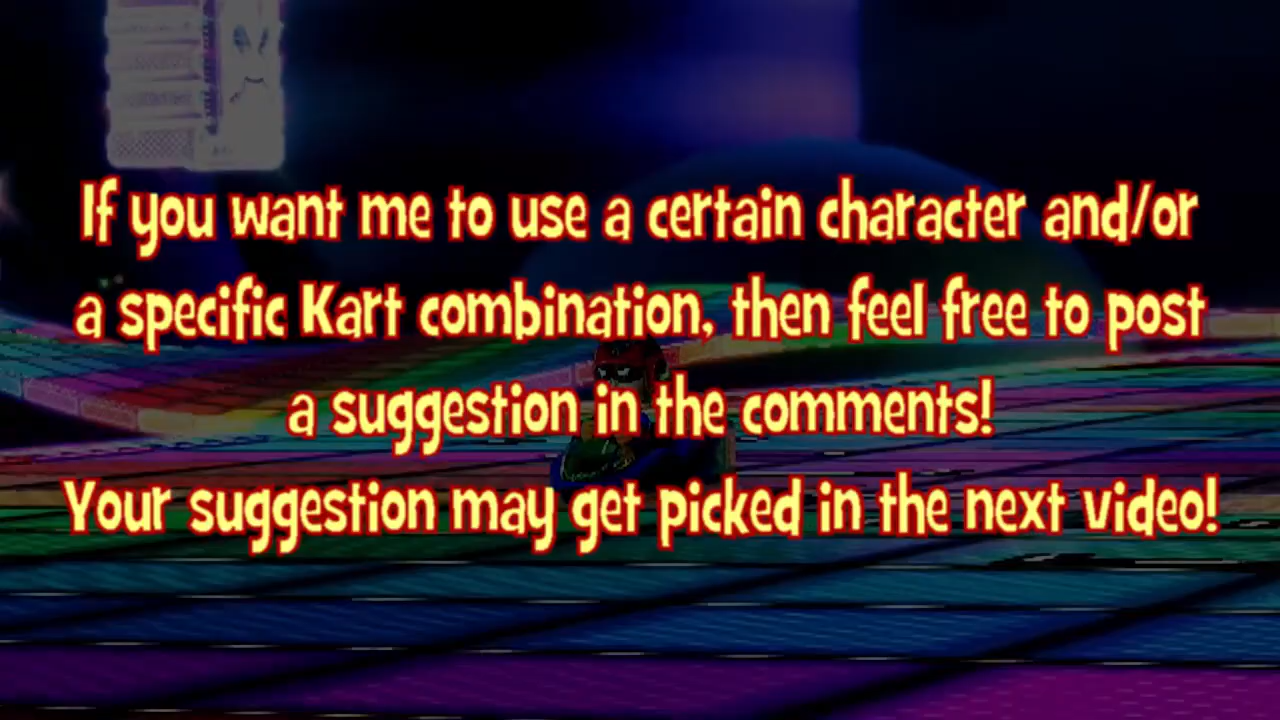 If you want me to use a certain character and/or
a specific Kart combination, then feel free to post
a suggestion in the comments!
Your suggestion may get picked in the next video!